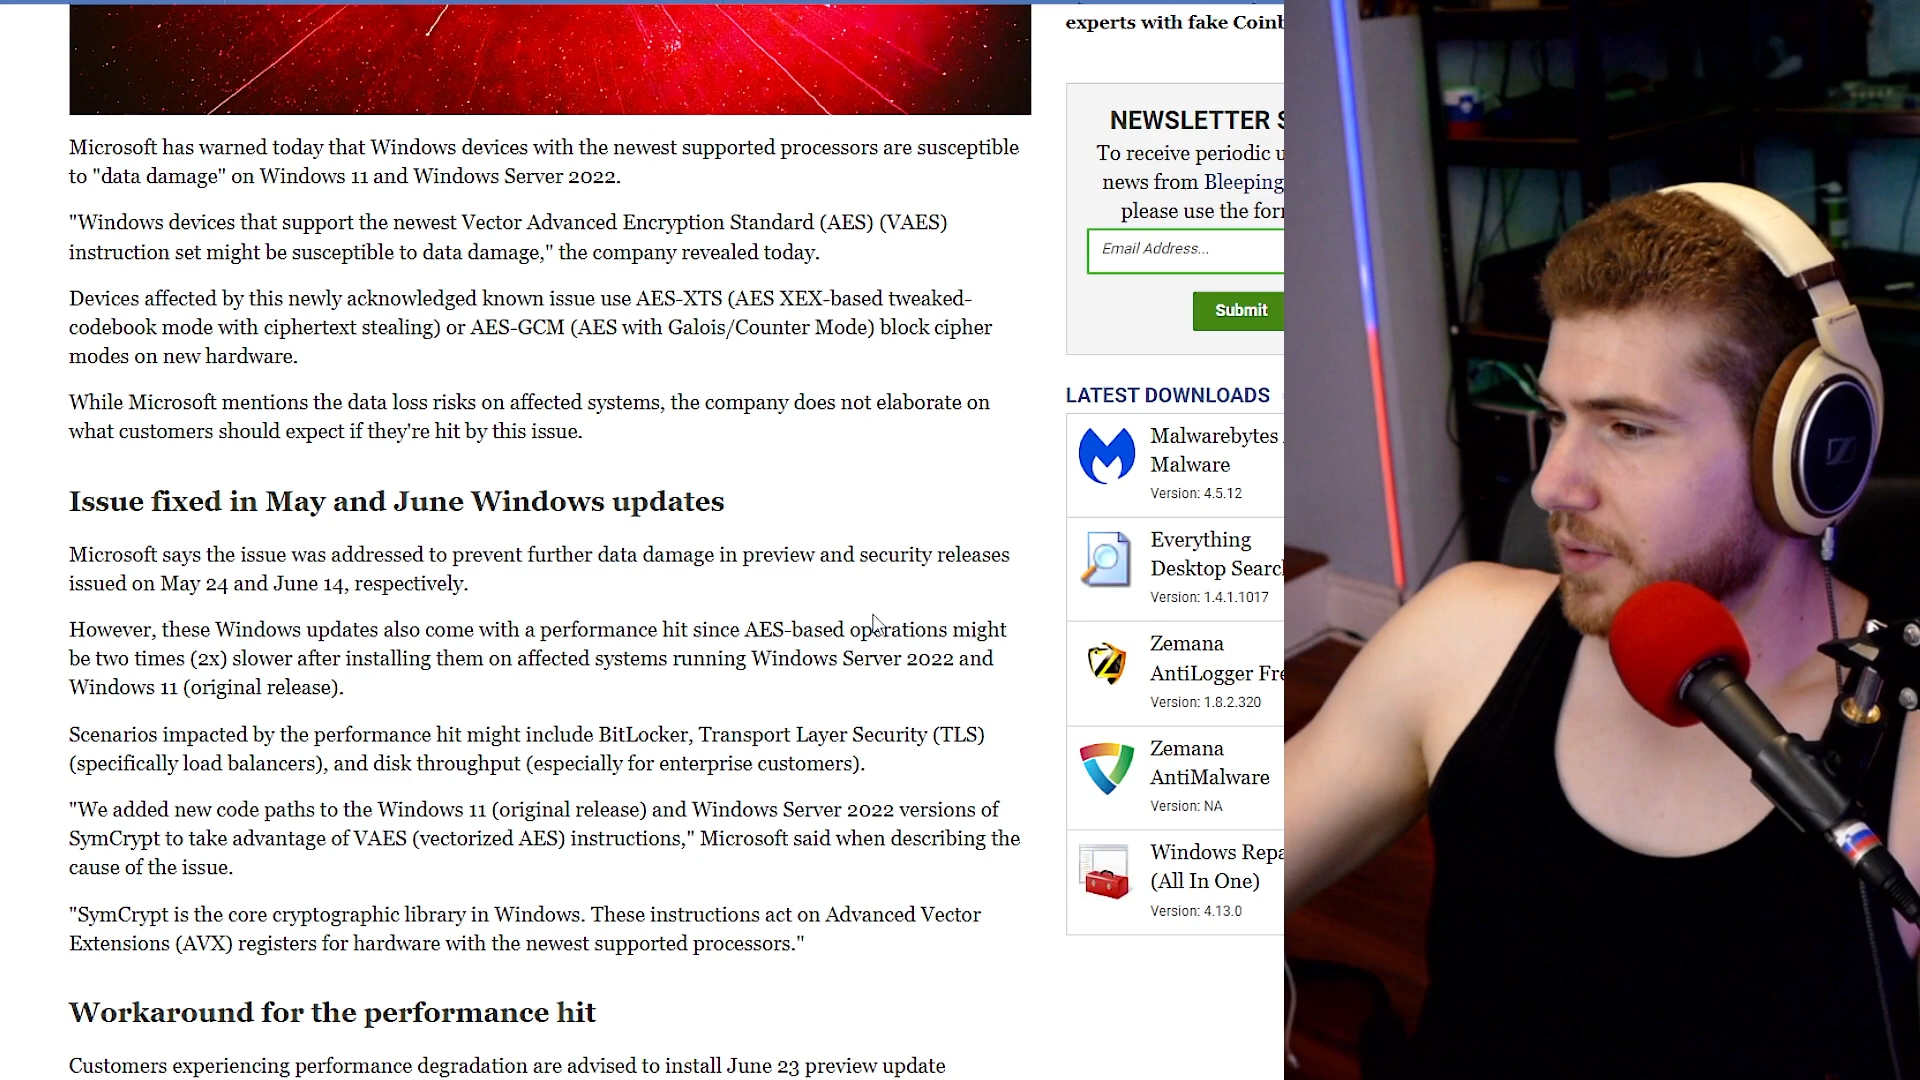 experts with fake Coinb
Microsoft has warned today that Windows devices with the newest supported processors are susceptible
to "data damage" on Windows 11 and Windows Server 2022.
"Windows devices that support the newest Vector Advanced Encryption Standard (AES) (VAES)
instruction set might be susceptible to data damage," the company revealed today.
Devices affected by this newly acknowledged known issue use AES-XTS (AES XEX-based tweaked-
codebook mode with ciphertext stealing) or AES-GCM (AES with Galois/Counter Mode) block cipher
modes on new hardware.
While Microsoft mentions the data loss risks on affected systems, the company does not elaborate on
what customers should expect if they're hit by this issue.
Issue fixed in May and June Windows updates
Microsoft says the issue was addressed to prevent further data damage in preview and security releases
issued on May 24 and June 14, respectively.
However, these Windows updates also come with a performance hit since AES-based operations might
be two times (2x) slower after installing them on affected systems running Windows Server 2022 and
Windows 11 (original release).
Scenarios impacted by the performance hit might include BitLocker, Transport Layer Security (TLS)
(specifically load balancers), and disk throughput (especially for enterprise customers).
"We added new code paths to the Windows 11 (original release) and Windows Server 2022 versions of
SymCrypt to take advantage of VAES (vectorized AES) instructions," Microsoft said when describing the
cause of the issue.
"SymCrypt is the core cryptographic library in Windows. These instructions act on Advanced Vector
Extensions (AVX) registers for hardware with the newest supported processors."
Workaround for the performance hit
Customers experiencing performance degradation are advised to install June 23 preview update
NEWSLETTER S
To receive periodic u
news from Bleeping
please use the for
Email Address...
Submit
LATEST DOWNLOADS
Malwarebytes
Malware
Version: 4.5.12
Everything
Desktop Searc
Version: 1.4.1.1017
Zemana
AntiLogger Fre
Version: 1.8.2.320
Zemana
AntiMalware
Version: NA
Windows Repa
(All In One)
Version: 4.13.0